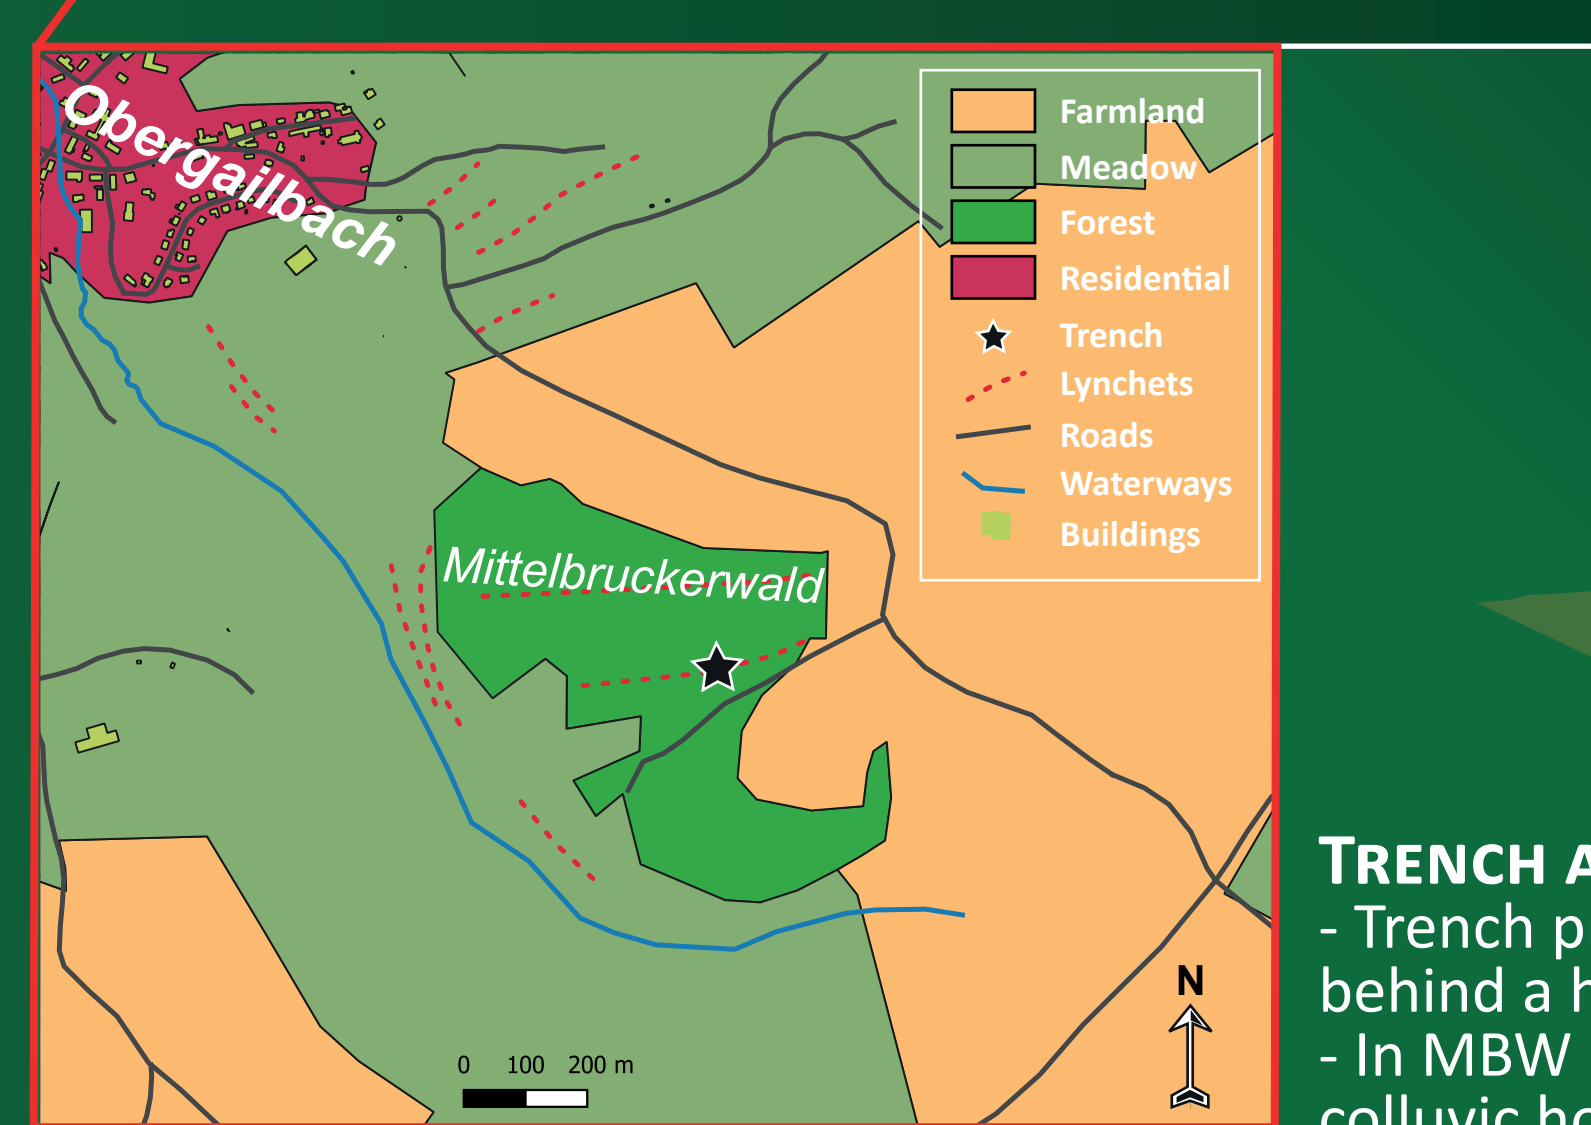 Obergailbach
Farmland
Meadow
Forest
Residential
Trench
Lynchets
Roads
Waterways
Buildings
Mittelbruckerwald
N
0 100 200 m
TRENCH
- Trench
behind a
- In MBW
colluvic